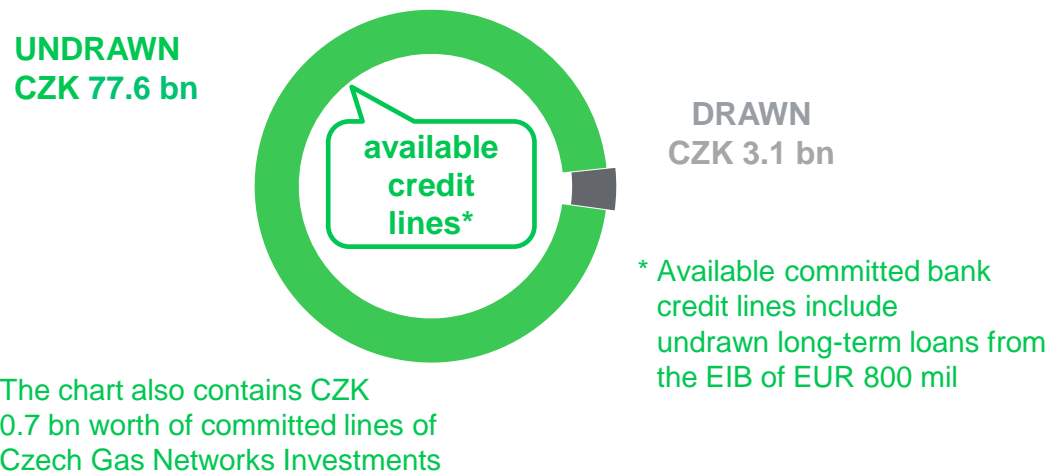 UNDRAWN
CZK 77.6 bn
available
credit
lines*
DRAWN
CZK 3.1 bn
* Available committed bank
credit lines include
undrawn long-term loans from
the EIB of EUR 800 mil
The chart also contains CZK
0.7 bn worth of committed lines of
Czech Gas Networks Investments